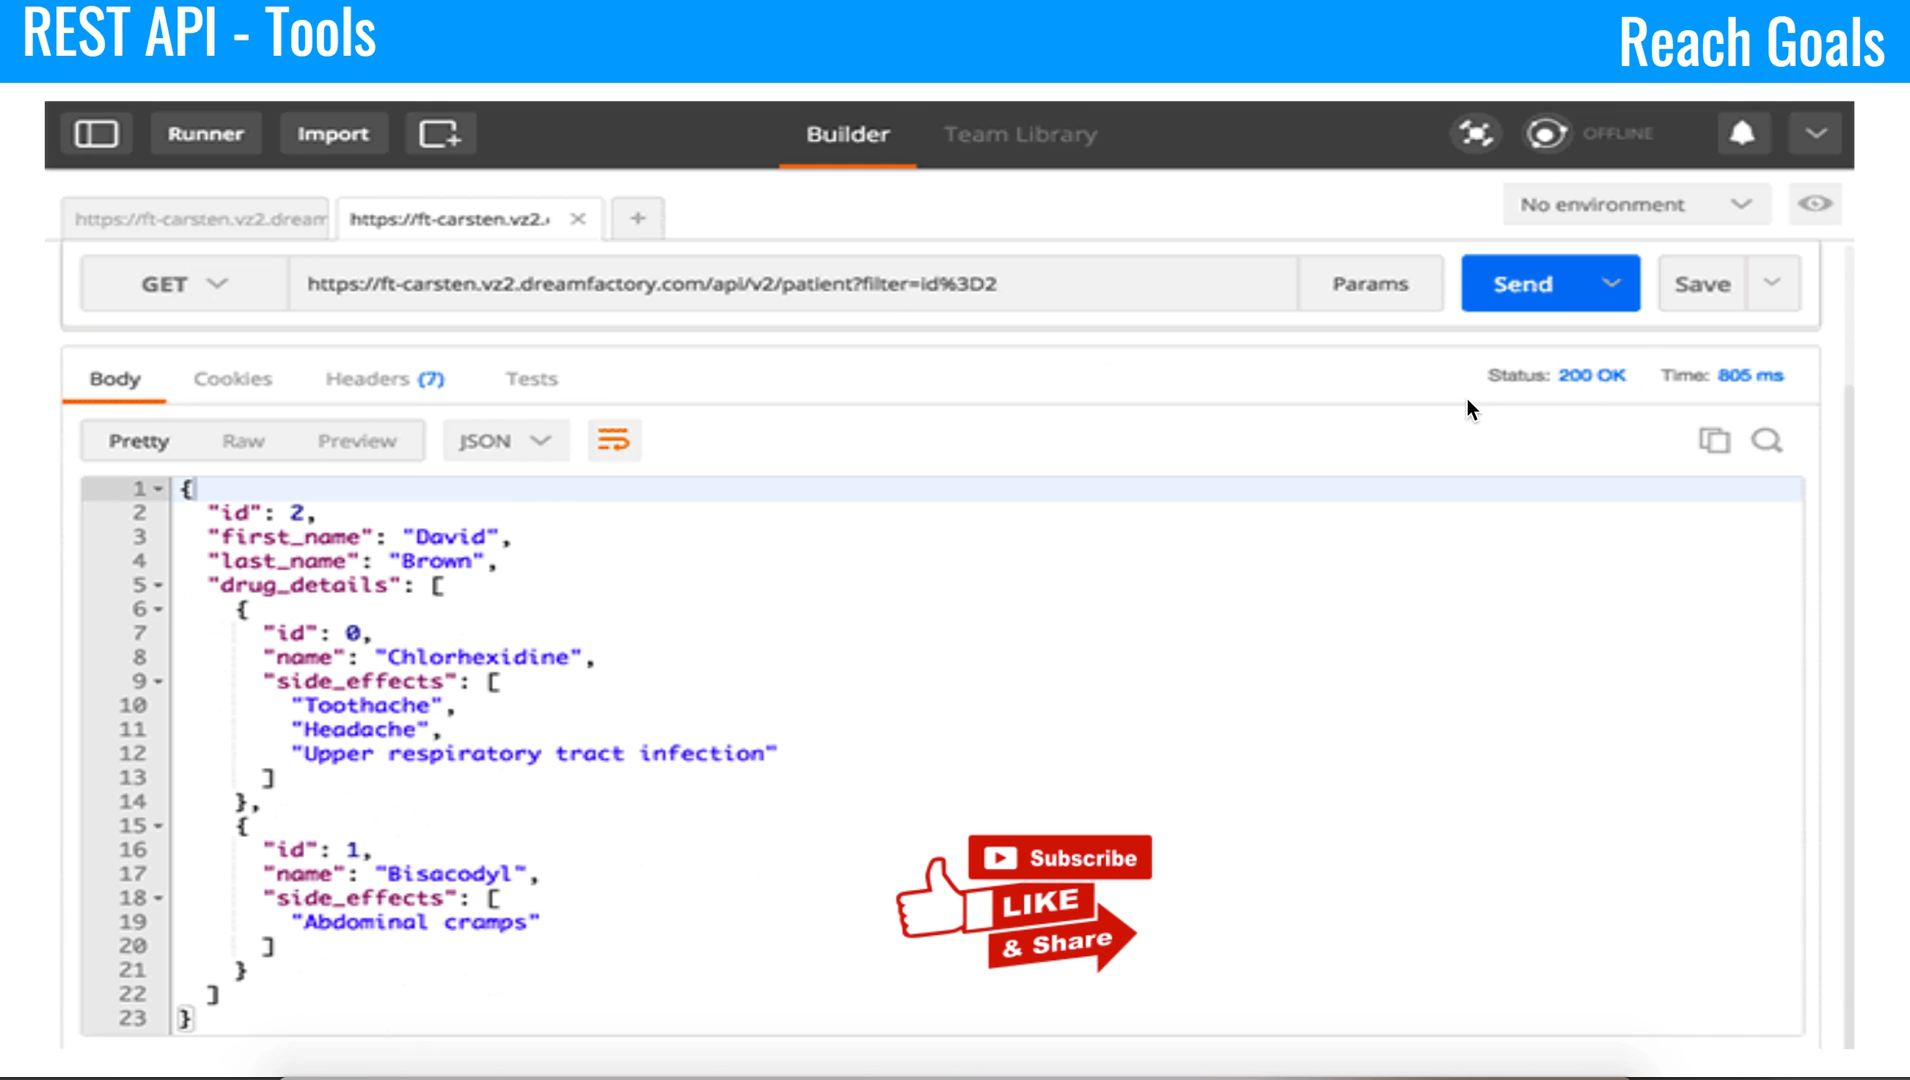 REST API - Tools
Reach Goals
Runner Import Builder Team Library OFFLINE
https://ft-carsten.vz2.dream https://ft-carsten.vz2. × + No environment
GET https://ft-carsten.vz2.dreamfactory.com/api/v2/patient?filter=id%3D2 Params Send Save
Body Cookies Headers (7) Tests Status: 200 OK Time: 805 ms
Pretty Raw Preview JSON
1 {
2 "id": 2,
3 "first_name": "David",
4 "last_name": "Brown",
5 "drug_details": [
6 {
7 "id": 0,
8 "name": "Chlorhexidine",
9 "side_effects": [
10 "Toothache",
11 "Headache",
12 "Upper respiratory tract infection"
13 ]
14 },
15 {
16 "id": 1,
17 "name": "Bisacodyl",
18 "side_effects": [
19 "Abdominal cramps"
20 ]
21 }
22 ]
23 }
Subscribe
LIKE
& Share